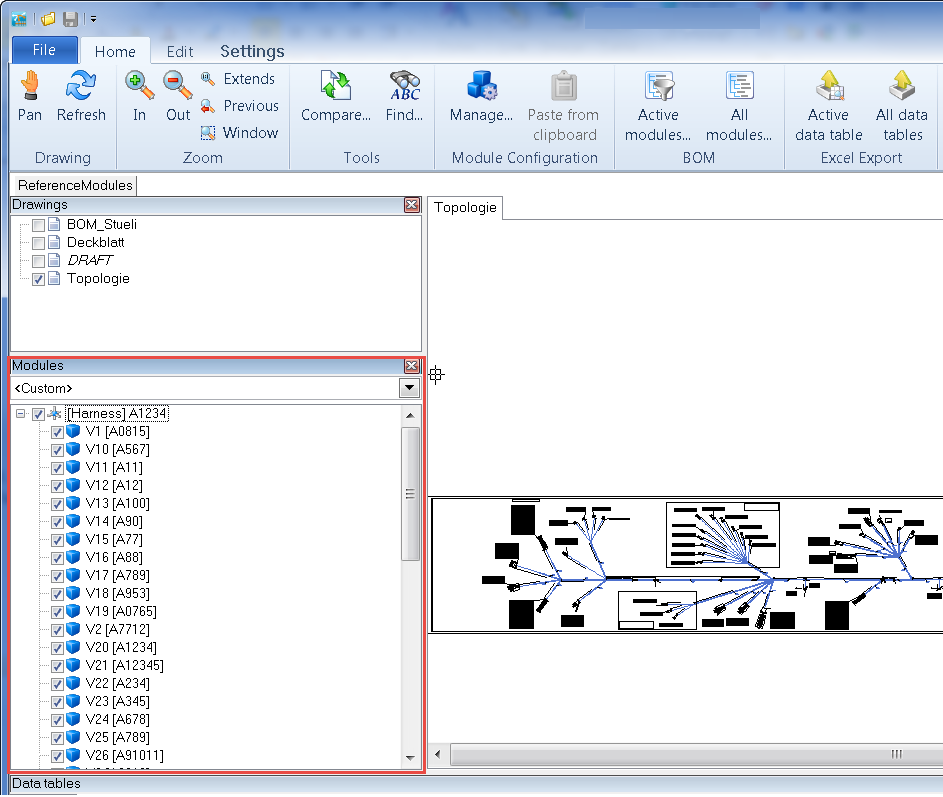 File Home Edit Settings
Pan Refresh In Out Extends Previous Window Compare... Find... Manage... Paste from clipboard Active modules... All modules... Active data table All data tables
ABC
Drawing Zoom Tools Module Configuration BOM Excel Export
ReferenceModules
Drawings
BOM_Stueli
Deckblatt
DRAFT
Topologie
Modules
<Custom>
[Harness] A1234
V1 [A0815]
V10 [A567]
V11 [A11]
V12 [A12]
V13 [A100]
V14 [A90]
V15 [A77]
V16 [A88]
V17 [A789]
V18 [A953]
V19 [A0765]
V2 [A7712]
V20 [A1234]
V21 [A12345]
V22 [A234]
V23 [A345]
V24 [A678]
V25 [A789]
V26 [A91011]
Topologie
Data tables